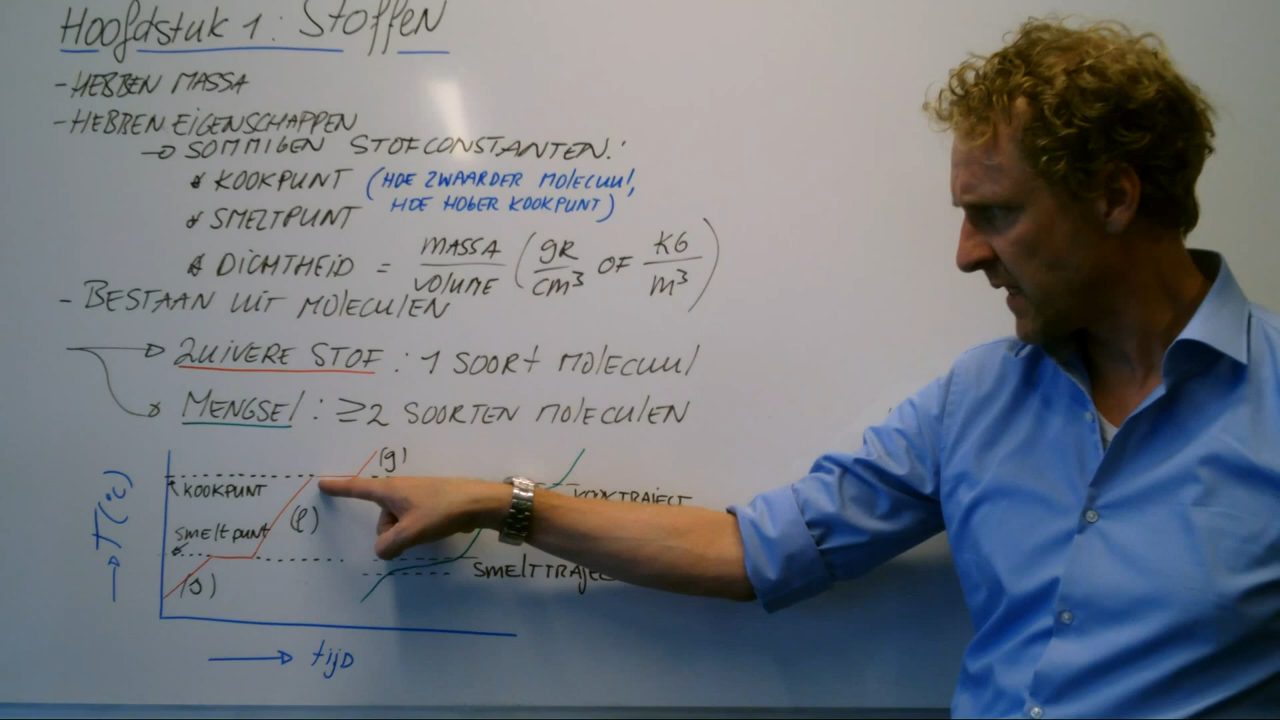 Hoofdstuk 1: Stoffen
- HEBBEN MASSA
- HEBBEN EIGENSCHAPPEN
→ SOMMIGEN STOFCONSTANTEN:
* KOOKPUNT (HOE ZWAARDER MOLECUUL,
HOE HOGER KOOKPUNT)
* SMELTPUNT
* DICHTHEID = MASSA / VOLUME (gR / cm³ OF KG / m³)
- BESTAAN UIT MOLECULEN
→ ZUIVERE STOF : 1 SOORT MOLECUUL
→ MENGSEL : ≥2 SOORTEN MOLECULEN
(g)
KOOKPUNT
KOOKTRAJECT
(l)
SMELTPUNT
SMELTTRAJEC
(s)
→ T(°C)
→ tIJD